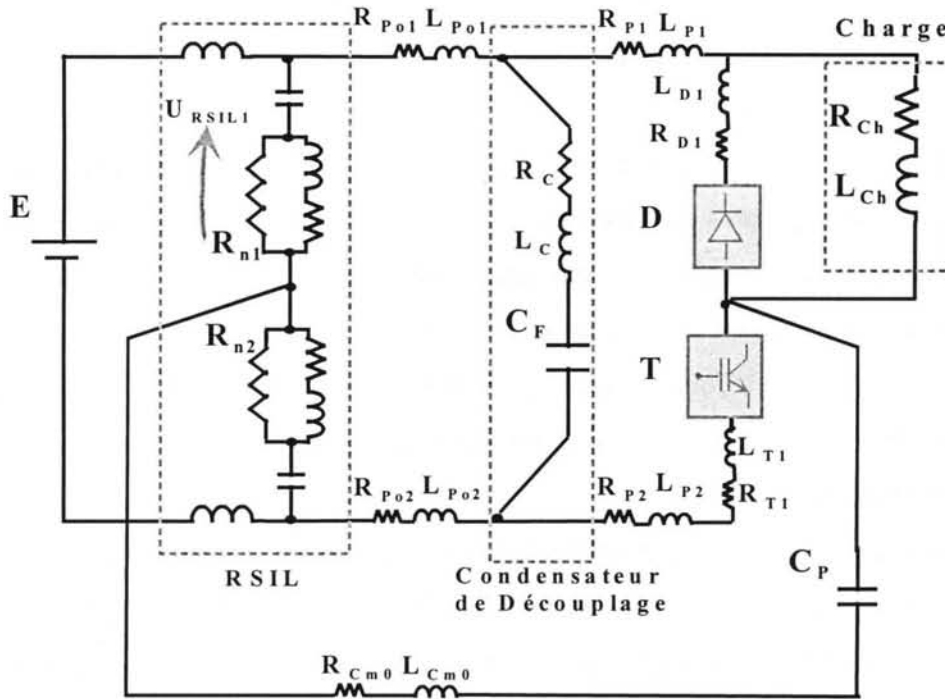 R Po1 L Po1
R P1 L P1
Charge
U RSIL1
L D1
R Ch
R D1
R C
L Ch
E
D
R n1
L C
R n2
C F
T
L T1
R Po2 L Po2
R P2 L P2
R T1
RSIL
Condensateur
de Découplage
C P
R Cm0 L Cm0